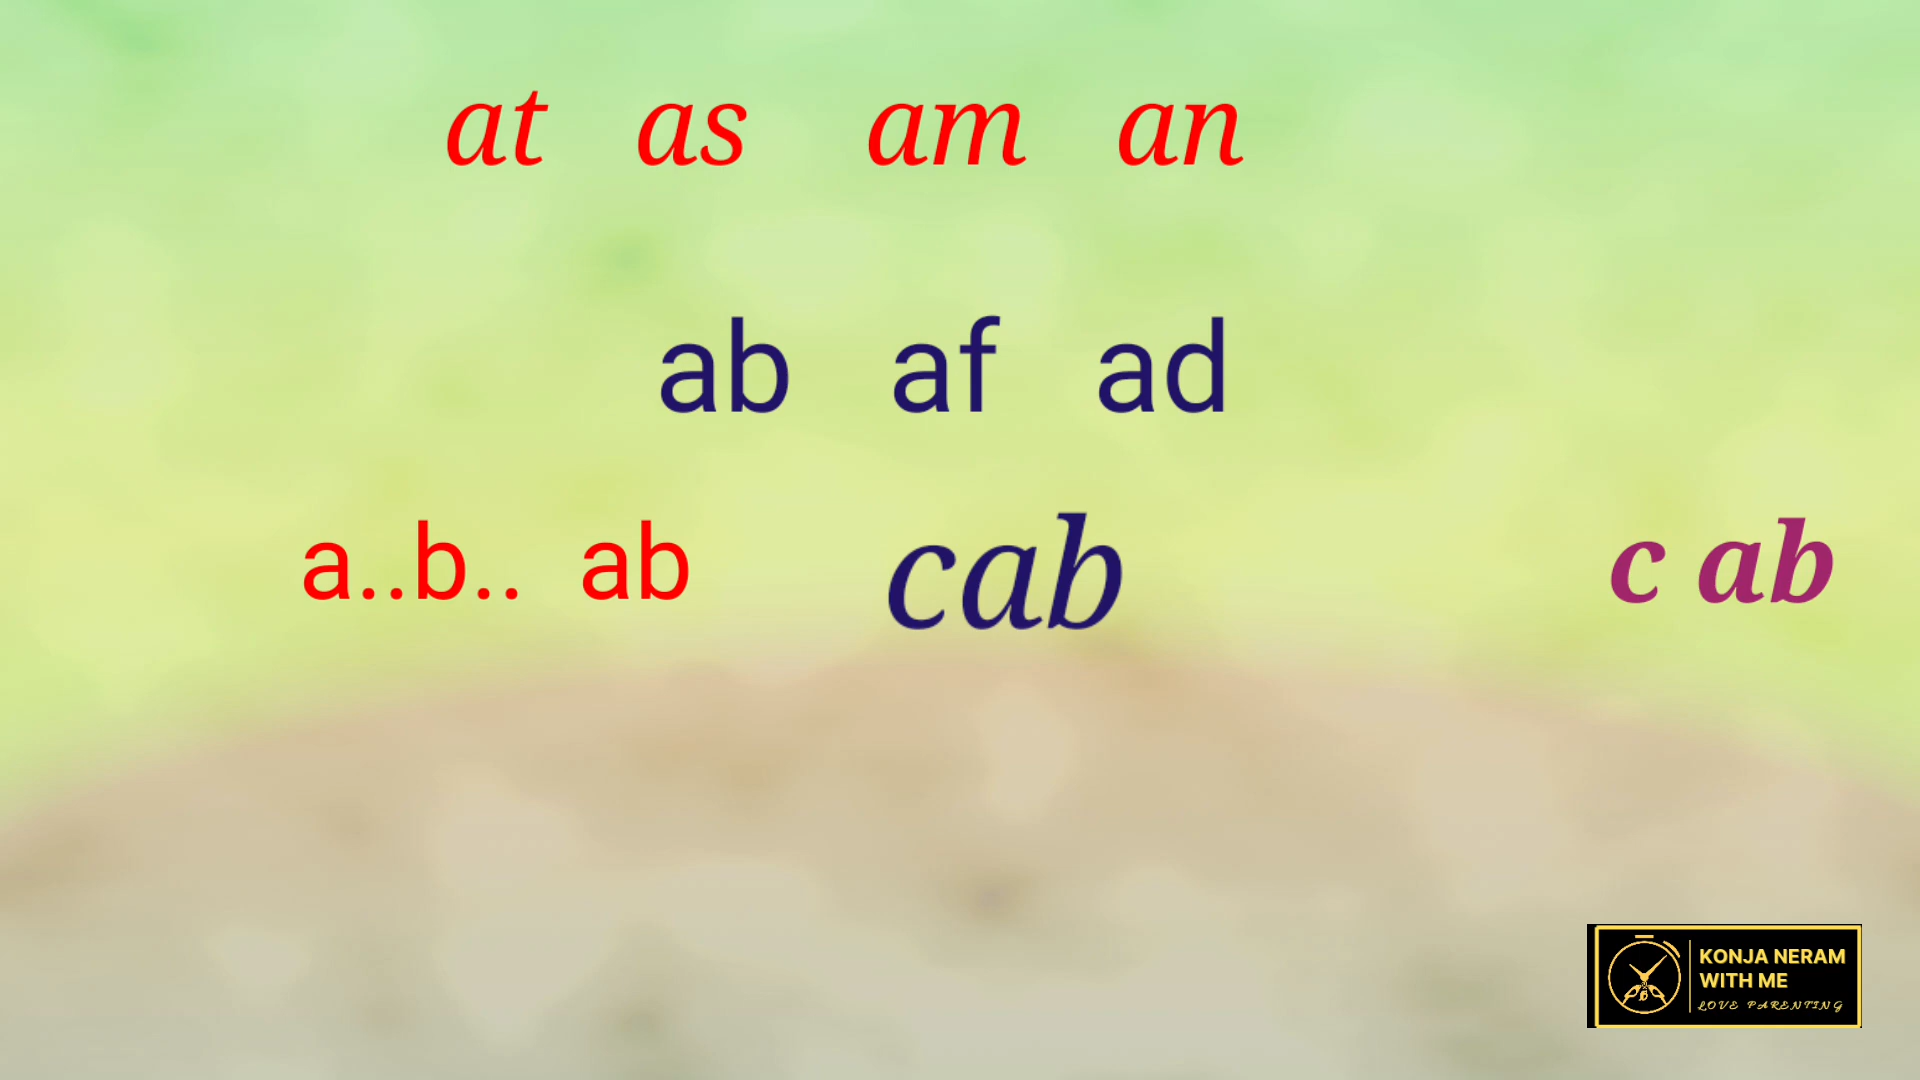 at as am an
ab af ad
a..b.. ab cab c ab
KONJA NERAM
WITH ME
LOVE PARENTING